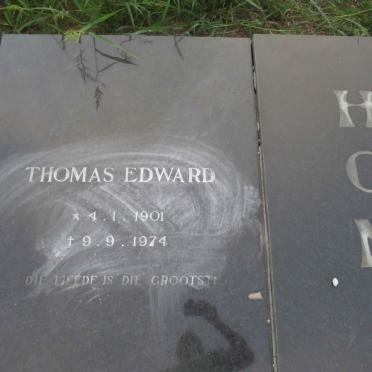 THOMAS EDWARD
* 4. 1. 1901
† 9. 9. 1974
DIE LIEFDE IS DIE GROOTSTE
H
O